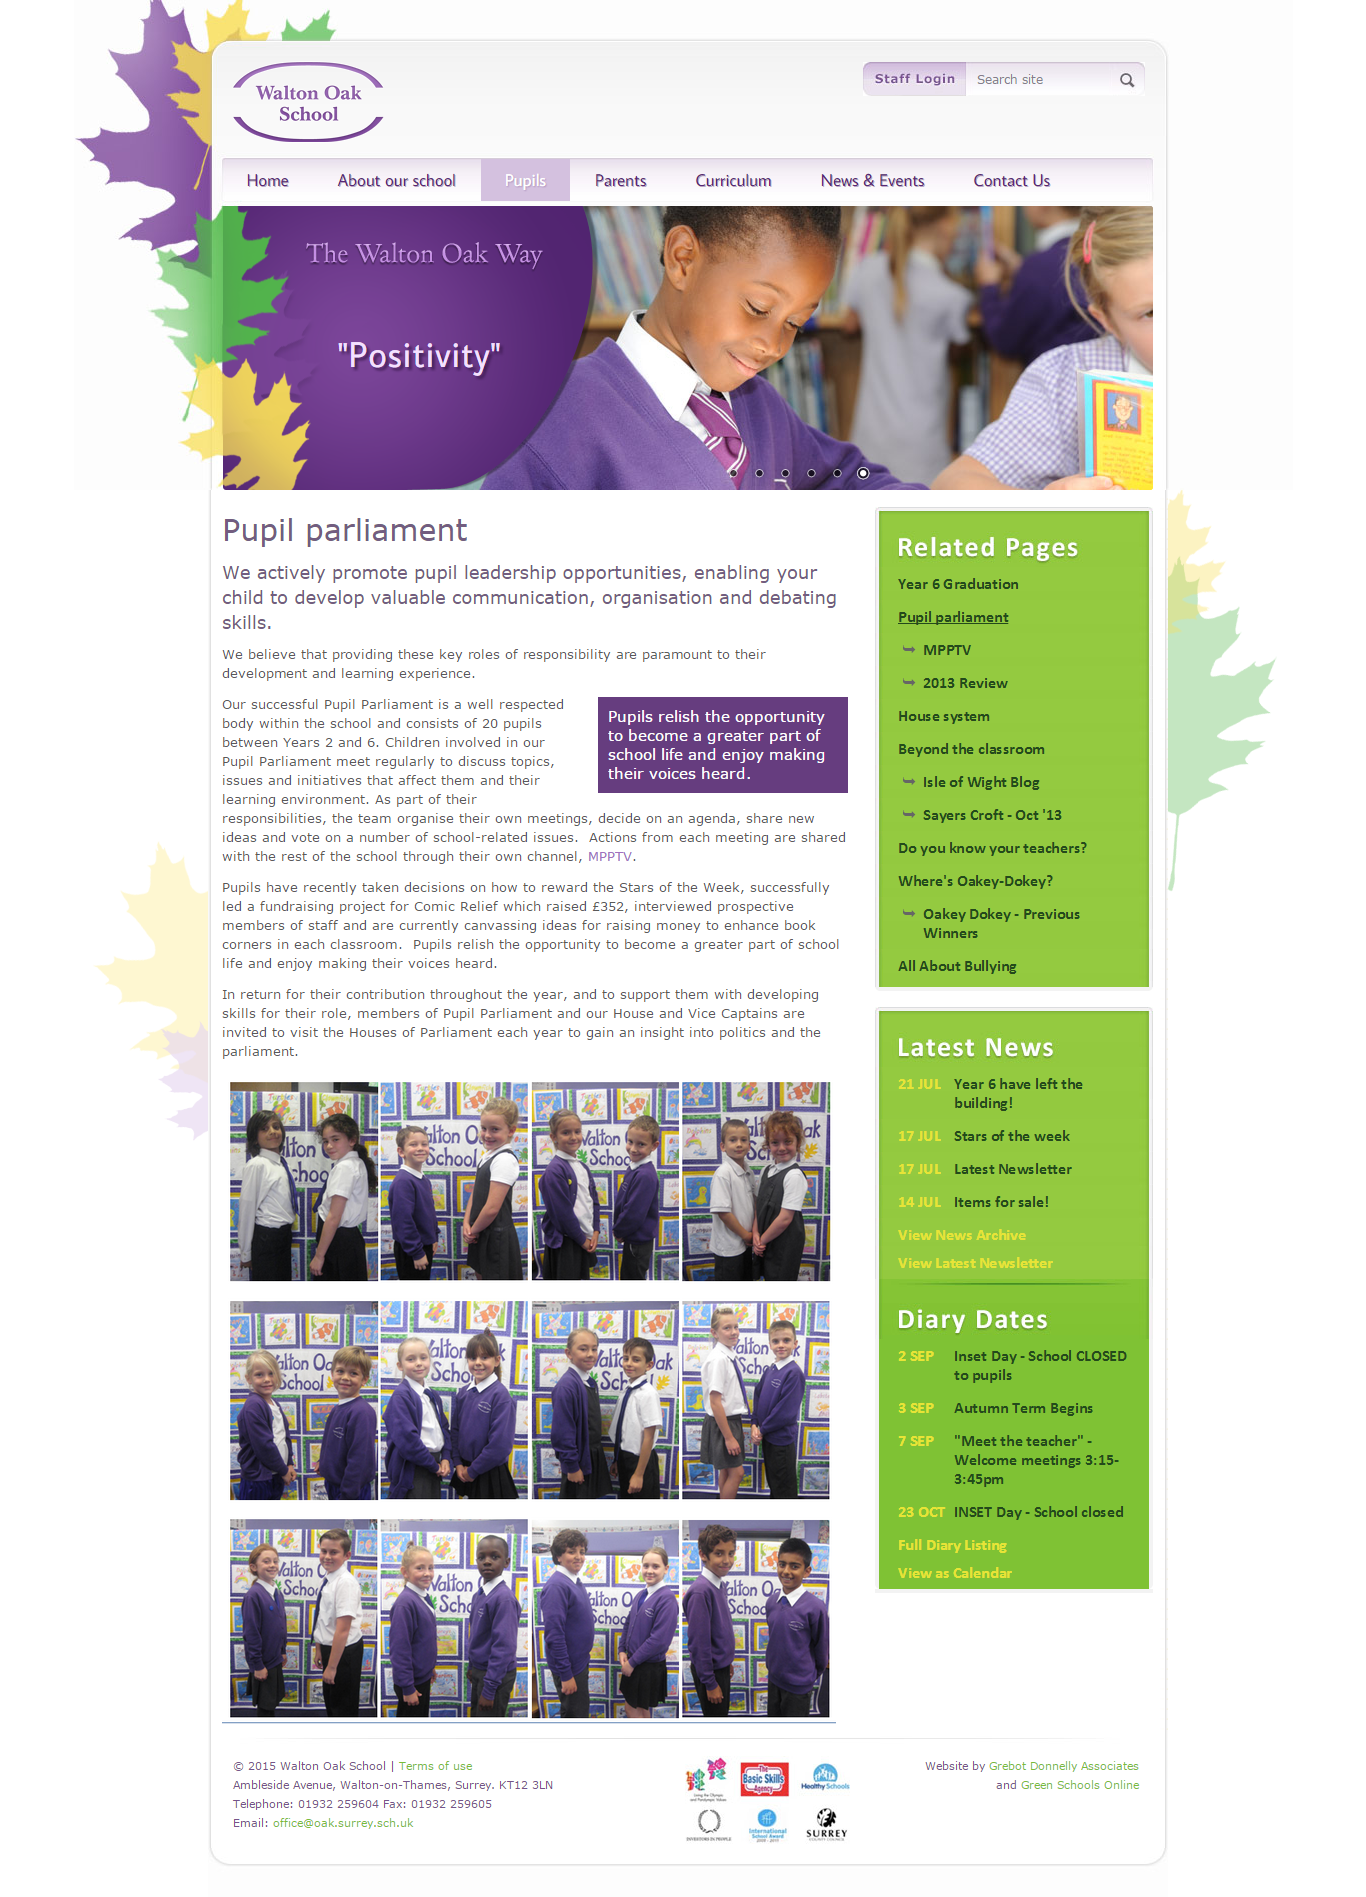 Walton Oak
School
Staff Login
Search site
Home
About our school
Pupils
Parents
Curriculum
News & Events
Contact Us
The Walton Oak Way
"Positivity"
Pupil parliament
We actively promote pupil leadership opportunities, enabling your
child to develop valuable communication, organisation and debating
skills.
We believe that providing these key roles of responsibility are paramount to their
development and learning experience.
Our successful Pupil Parliament is a well respected
body within the school and consists of 20 pupils
between Years 2 and 6. Children involved in our
Pupil Parliament meet regularly to discuss topics,
issues and initiatives that affect them and their
learning environment. As part of their
responsibilities, the team organise their own meetings, decide on an agenda, share new
ideas and vote on a number of school-related issues.  Actions from each meeting are shared
with the rest of the school through their own channel, MPPTV.
Pupils relish the opportunity
to become a greater part of
school life and enjoy making
their voices heard.
Pupils have recently taken decisions on how to reward the Stars of the Week, successfully
led a fundraising project for Comic Relief which raised £352, interviewed prospective
members of staff and are currently canvassing ideas for raising money to enhance book
corners in each classroom.  Pupils relish the opportunity to become a greater part of school
life and enjoy making their voices heard.
In return for their contribution throughout the year, and to support them with developing
skills for their role, members of Pupil Parliament and our House and Vice Captains are
invited to visit the Houses of Parliament each year to gain an insight into politics and the
parliament.
Related Pages
Year 6 Graduation
Pupil parliament
MPPTV
2013 Review
House system
Beyond the classroom
Isle of Wight Blog
Sayers Croft - Oct '13
Do you know your teachers?
Where's Oakey-Dokey?
Oakey Dokey - Previous
Winners
All About Bullying
Latest News
21 JUL Year 6 have left the
building!
17 JUL Stars of the week
17 JUL Latest Newsletter
14 JUL Items for sale!
View News Archive
View Latest Newsletter
Diary Dates
2 SEP Inset Day - School CLOSED
to pupils
3 SEP Autumn Term Begins
7 SEP "Meet the teacher" -
Welcome meetings 3:15-
3:45pm
23 OCT INSET Day - School closed
Full Diary Listing
View as Calendar
© 2015 Walton Oak School | Terms of use
Ambleside Avenue, Walton-on-Thames, Surrey. KT12 3LN
Telephone: 01932 259604 Fax: 01932 259605
Email: office@oak.surrey.sch.uk
The
Basic Skills
Agency
Healthy Schools
INVESTORS IN PEOPLE
International
School Award
SURREY
Website by Grebot Donnelly Associates
and Green Schools Online